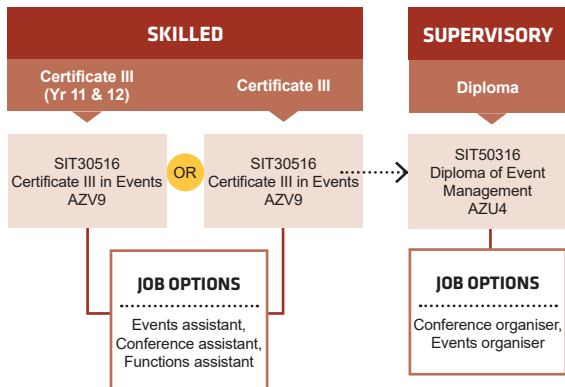 SKILLED
Certificate III
(Yr 11 & 12)
Certificate III
SIT30516
Certificate III in Events
AZV9
OR
SIT30516
Certificate III in Events
AZV9
JOB OPTIONS
Events assistant,
Conference assistant,
Functions assistant
SUPERVISORY
Diploma
SIT50316
Diploma of Event
Management
AZU4
JOB OPTIONS
Conference organiser,
Events organiser